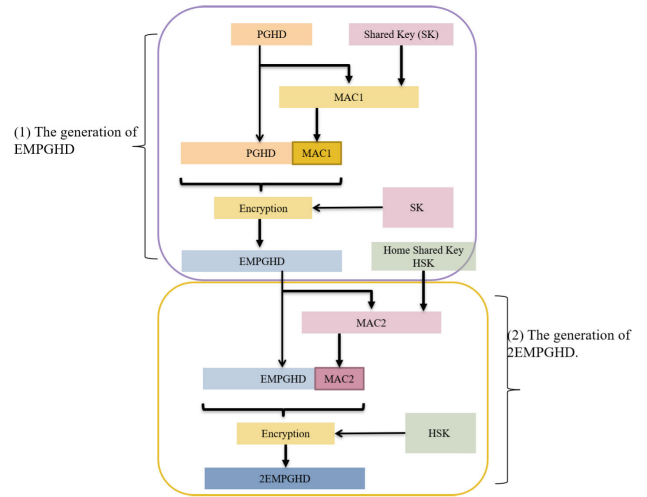 PGHD
Shared Key (SK)
MAC1
(1) The generation of
EMPGHD
PGHD
MAC1
Encryption
SK
EMPGHD
Home Shared Key
HSK
MAC2
(2) The generation of
2EMPGHD.
EMPGHD
MAC2
Encryption
HSK
2EMPGHD